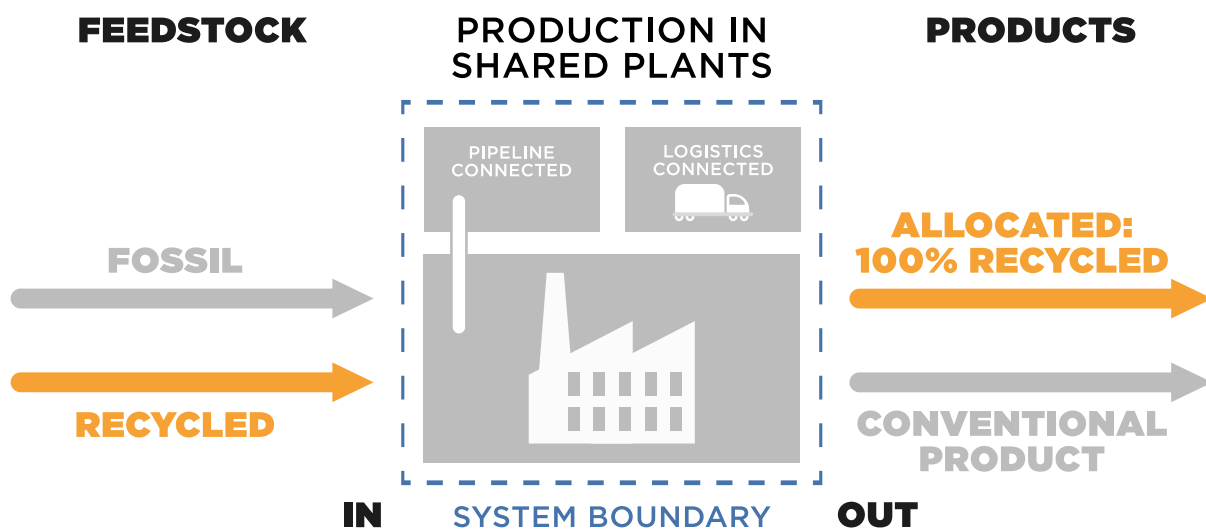 FEEDSTOCK
PRODUCTION IN
SHARED PLANTS
PRODUCTS
PIPELINE
CONNECTED
LOGISTICS
CONNECTED
FOSSIL
RECYCLED
ALLOCATED:
100% RECYCLED
CONVENTIONAL
PRODUCT
IN
SYSTEM BOUNDARY
OUT